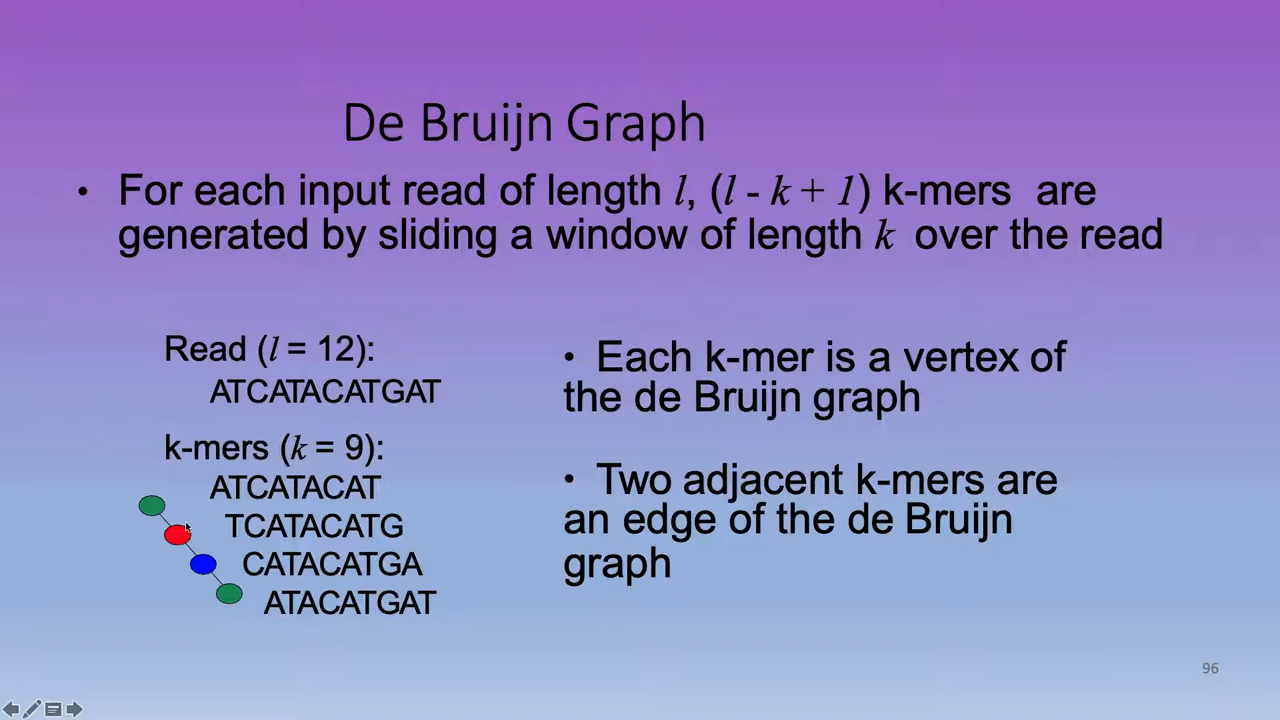 De Bruijn Graph
• For each input read of length l, (l - k + 1) k-mers are
generated by sliding a window of length k over the read
Read (l = 12):
ATCATACATGAT
k-mers (k = 9):
ATCATACAT
TCATACATG
CATACATGA
ATACATGAT
• Each k-mer is a vertex of
the de Bruijn graph
• Two adjacent k-mers are
an edge of the de Bruijn
graph
96